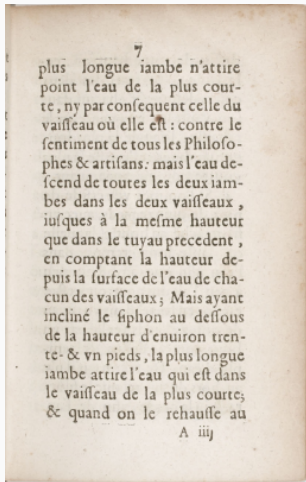 7
plus longue iambe n'attire
point l'eau de la plus cour-
te, ny par conſequent celle du
vaiſſeau où elle eſt : contre le
ſentiment de tous les Philoſo-
phes & artiſans: mais l'eau de-
ſcend de toutes les deux iam-
bes dans les deux vaiſſeaux,
iuſques à la meſme hauteur
que dans le tuyau precedent,
en comptant la hauteur de-
puis la ſurface de l'eau de cha-
cun des vaiſſeaux; Mais ayant
incliné le ſiphon au deſſous
de la hauteur d'enuiron tren-
te- & vn pieds, la plus longue
iambe attire l'eau qui eſt dans
le vaiſſeau de la plus courte;
& quand on le rehauſſe au
A iij